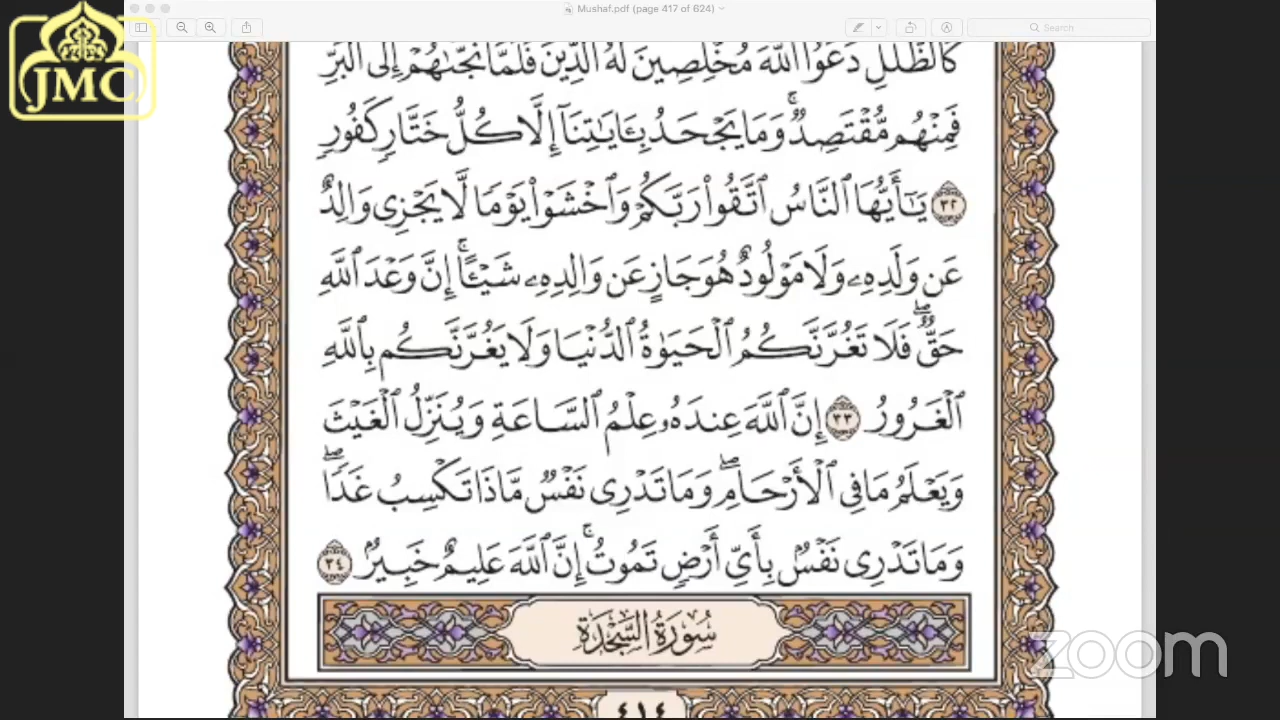 Mushaf.pdf (page 417 of 624)
Search
JMC
كَٱلظُّلَلِ دَعَوُا۟ ٱللَّهَ مُخْلِصِينَ لَهُ ٱلدِّينَ فَلَمَّا نَجَّىٰهُمْ إِلَى ٱلْبَرِّ
فَمِنْهُم مُّقْتَصِدٌ ۚ وَمَا يَجْحَدُ بِـَٔايَـٰتِنَآ إِلَّا كُلُّ خَتَّارٍ كَفُورٍ
٣٢ يَـٰٓأَيُّهَا ٱلنَّاسُ ٱتَّقُوا۟ رَبَّكُمْ وَٱخْشَوْا۟ يَوْمًا لَّا يَجْزِى وَالِدٌ
عَن وَلَدِهِۦ وَلَا مَوْلُودٌ هُوَ جَازٍ عَن وَالِدِهِۦ شَيْـًٔا ۚ إِنَّ وَعْدَ ٱللَّهِ
حَقٌّ ۖ فَلَا تَغُرَّنَّكُمُ ٱلْحَيَوٰةُ ٱلدُّنْيَا وَلَا يَغُرَّنَّكُم بِٱللَّهِ
ٱلْغَرُورُ ٣٣ إِنَّ ٱللَّهَ عِندَهُۥ عِلْمُ ٱلسَّاعَةِ وَيُنَزِّلُ ٱلْغَيْثَ
وَيَعْلَمُ مَا فِى ٱلْأَرْحَامِ ۖ وَمَا تَدْرِى نَفْسٌ مَّاذَا تَكْسِبُ غَدًا ۖ
وَمَا تَدْرِى نَفْسٌۢ بِأَىِّ أَرْضٍ تَمُوتُ ۚ إِنَّ ٱللَّهَ عَلِيمٌ خَبِيرٌۢ ٣٤
سُورَةُ السَّجْدَةِ
٤١٤
zoom